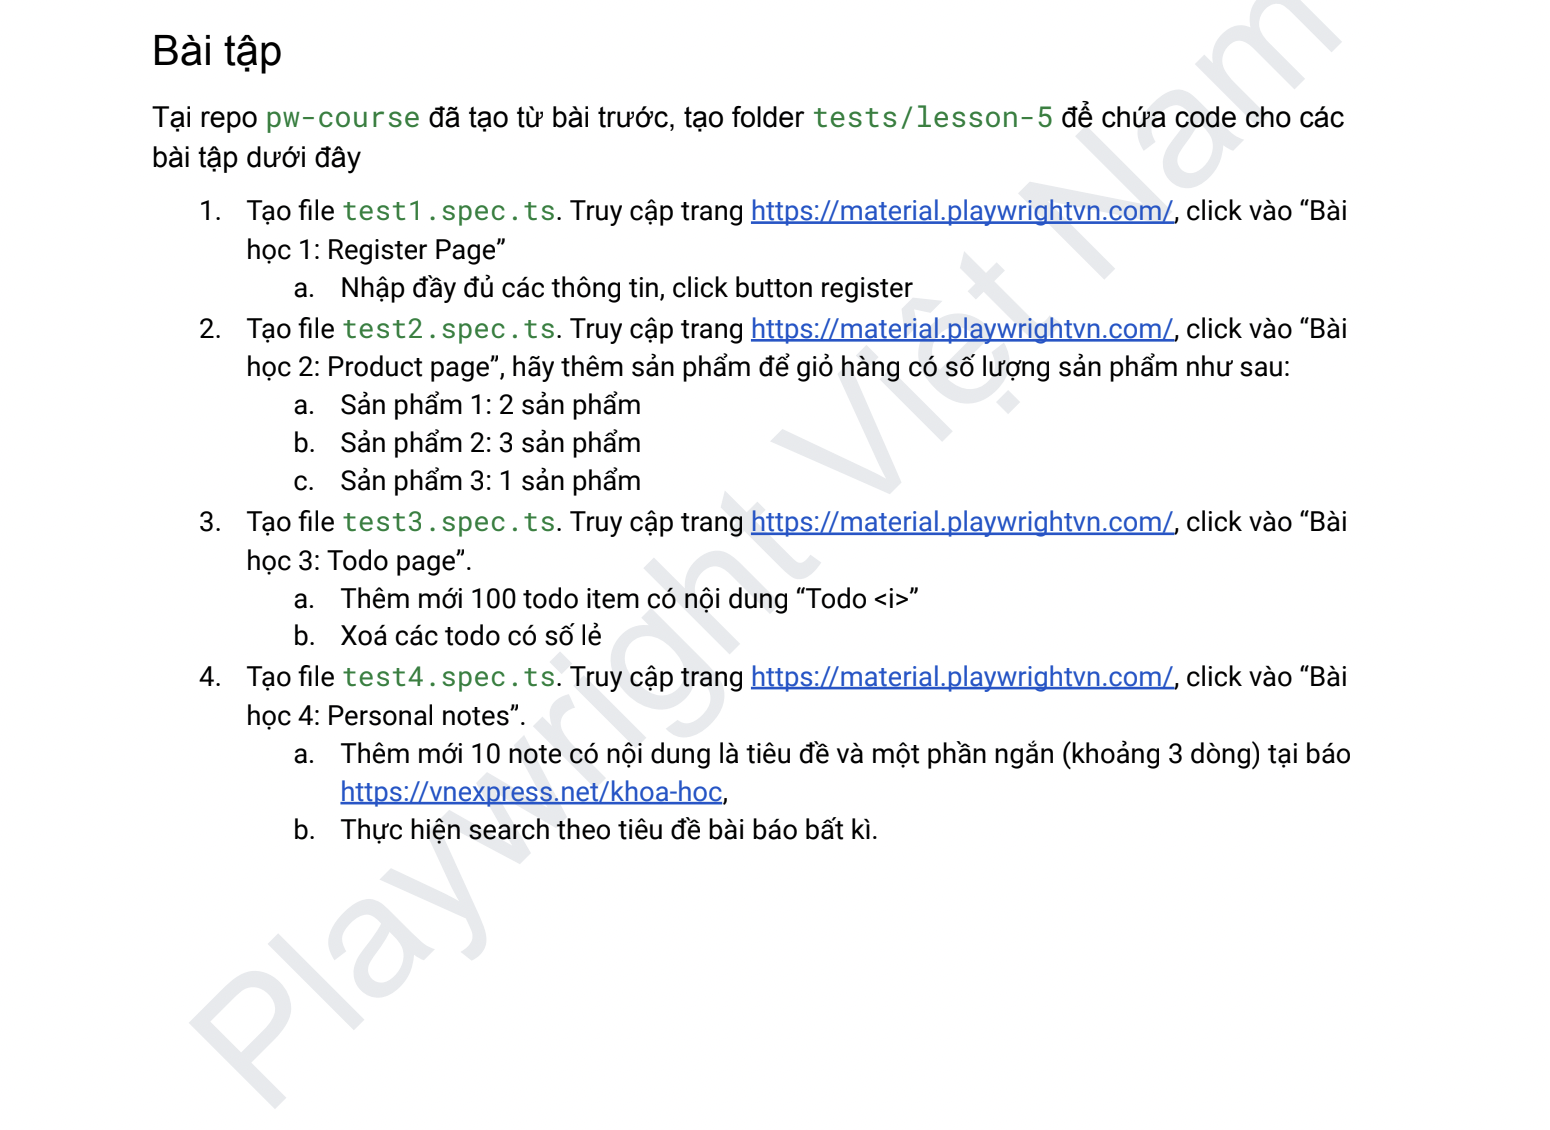 Bài tập
Tại repo pw-course đã tạo từ bài trước, tạo folder tests/lesson-5 để chứa code cho các
bài tập dưới đây
1. Tạo file test1.spec.ts. Truy cập trang https://material.playwrightvn.com/, click vào “Bài
học 1: Register Page”
a. Nhập đầy đủ các thông tin, click button register
2. Tạo file test2.spec.ts. Truy cập trang https://material.playwrightvn.com/, click vào “Bài
học 2: Product page”, hãy thêm sản phẩm để giỏ hàng có số lượng sản phẩm như sau:
a. Sản phẩm 1: 2 sản phẩm
b. Sản phẩm 2: 3 sản phẩm
c. Sản phẩm 3: 1 sản phẩm
3. Tạo file test3.spec.ts. Truy cập trang https://material.playwrightvn.com/, click vào “Bài
học 3: Todo page”.
a. Thêm mới 100 todo item có nội dung “Todo <i>”
b. Xoá các todo có số lẻ
4. Tạo file test4.spec.ts. Truy cập trang https://material.playwrightvn.com/, click vào “Bài
học 4: Personal notes”.
a. Thêm mới 10 note có nội dung là tiêu đề và một phần ngắn (khoảng 3 dòng) tại báo
https://vnexpress.net/khoa-hoc,
b. Thực hiện search theo tiêu đề bài báo bất kì.
Playwright Việt Nam